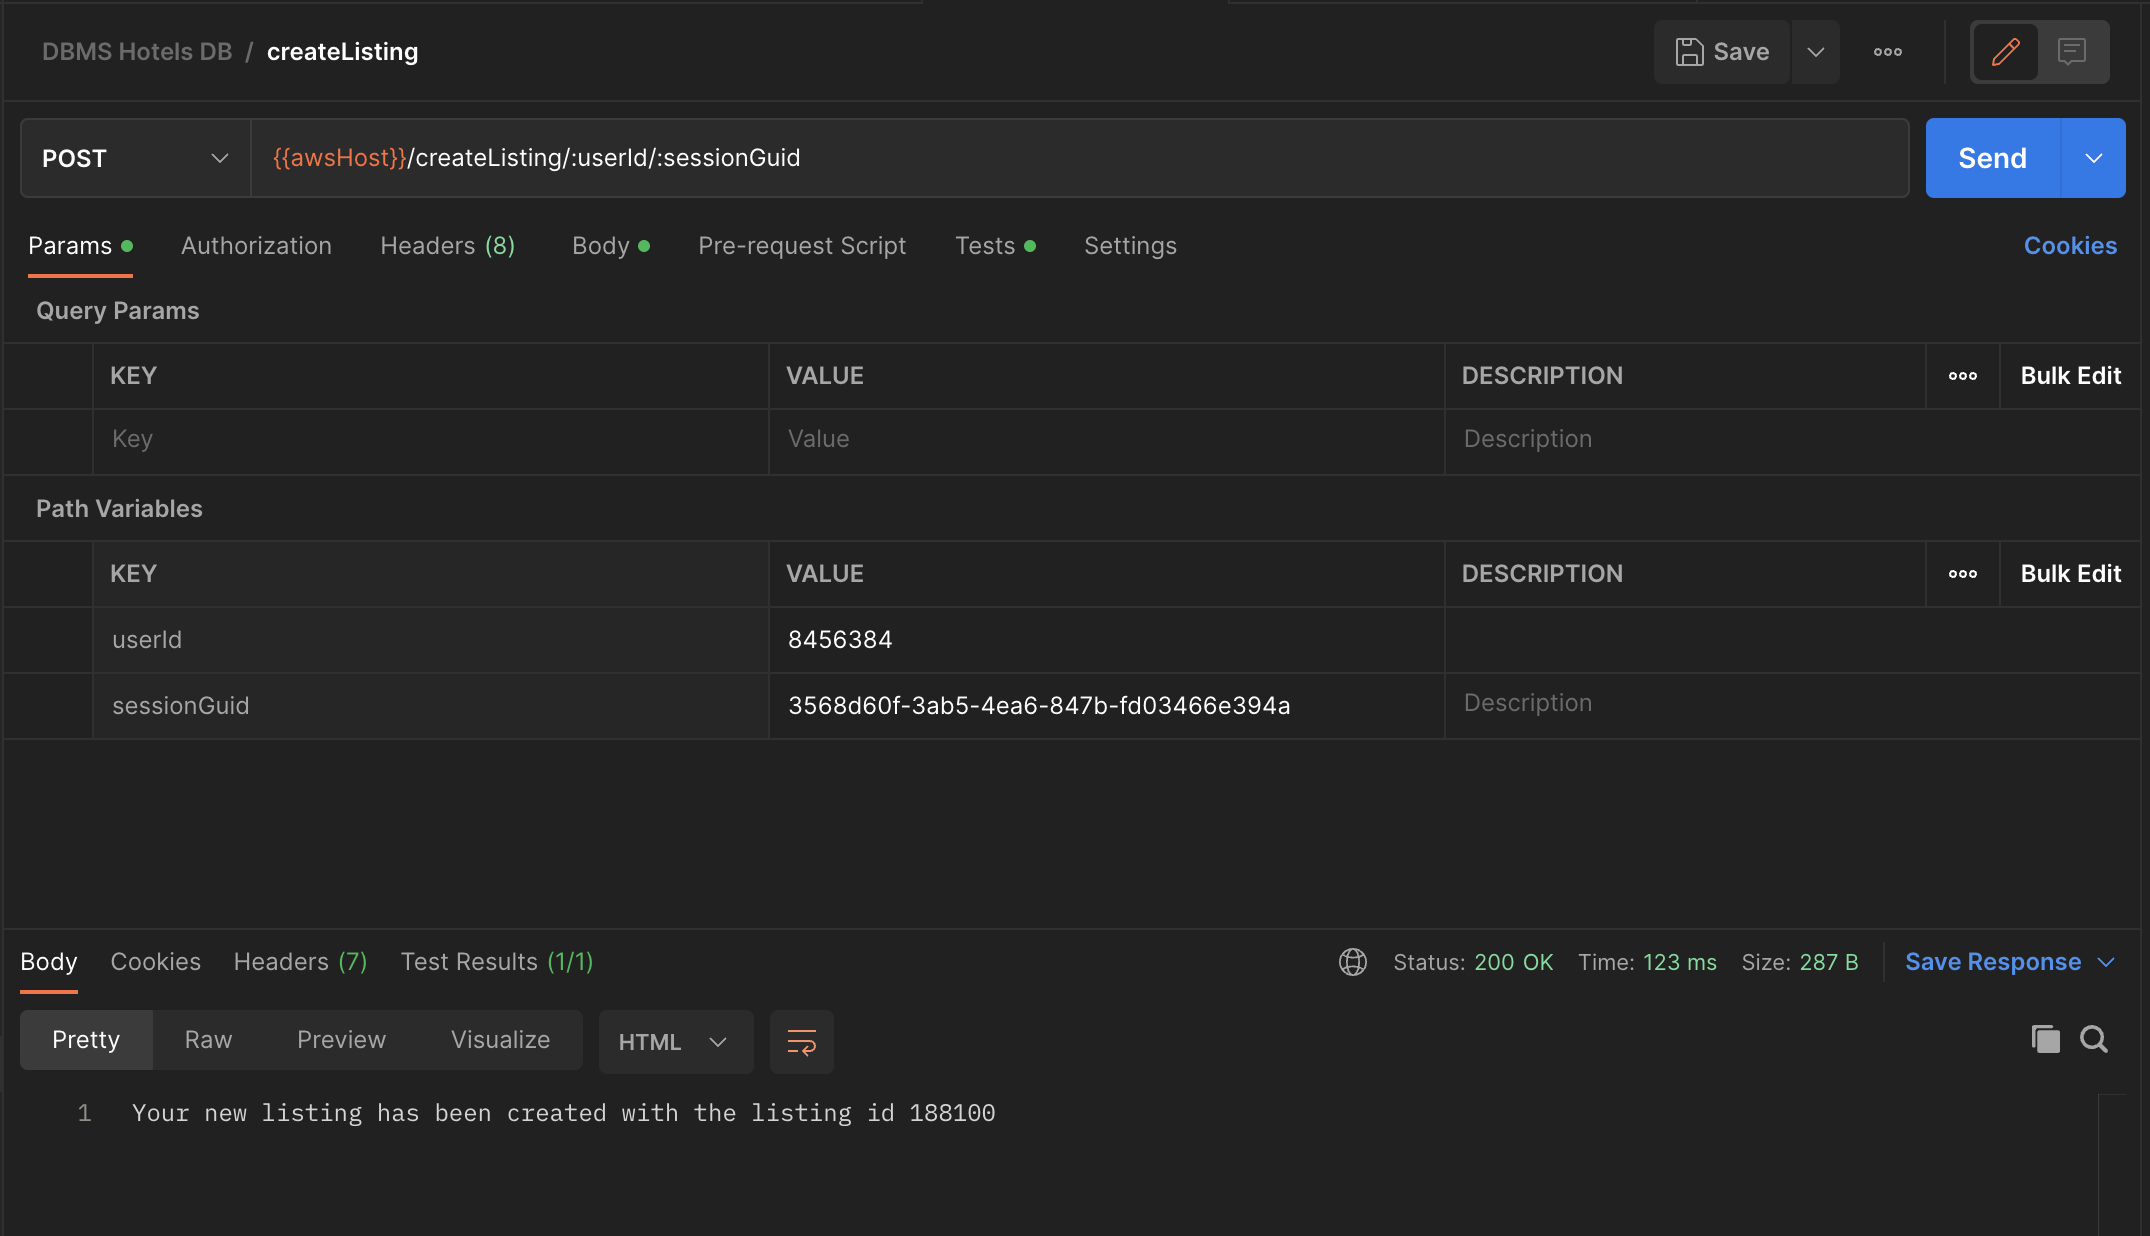 DBMS Hotels DB / createListing
Save
POST {{awsHost}}/createListing/:userId/:sessionGuid Send
Params Authorization Headers (8) Body Pre-request Script Tests Settings Cookies
Query Params
KEY VALUE DESCRIPTION Bulk Edit
Key Value Description
Path Variables
KEY VALUE DESCRIPTION Bulk Edit
userId 8456384
sessionGuid 3568d60f-3ab5-4ea6-847b-fd03466e394a Description
Body Cookies Headers (7) Test Results (1/1) Status: 200 OK Time: 123 ms Size: 287 B Save Response
Pretty Raw Preview Visualize HTML
1 Your new listing has been created with the listing id 188100